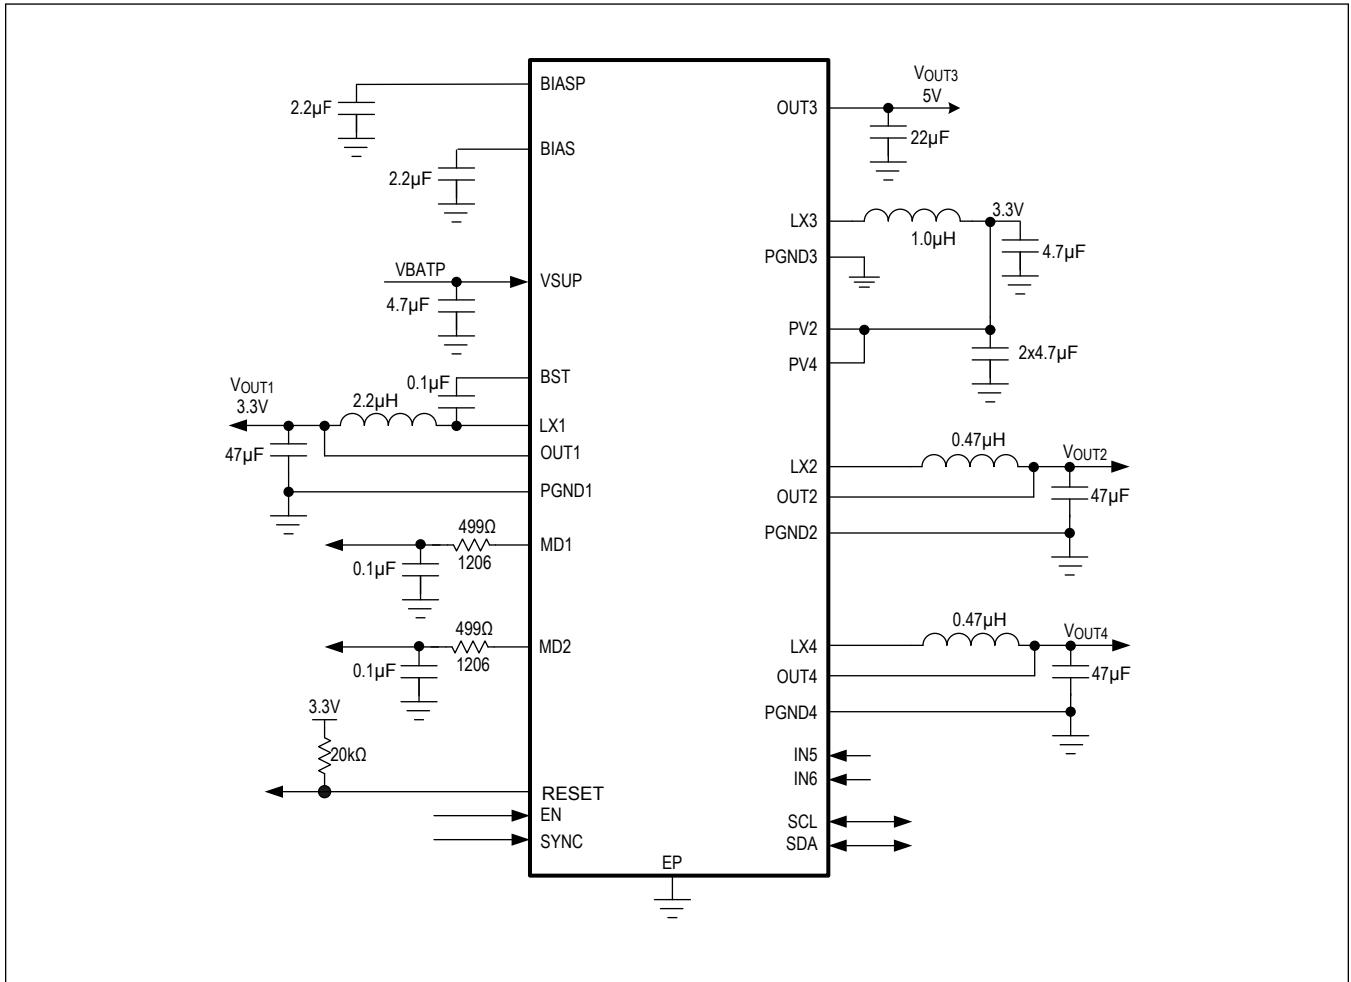 BIASP
2.2µF
BIAS
2.2µF
VBATP
VSUP
4.7µF
BST
0.1µF
VOUT1
3.3V
2.2µH
LX1
47µF
OUT1
PGND1
499Ω
MD1
1206
0.1µF
499Ω
MD2
1206
0.1µF
3.3V
20kΩ
RESET
EN
SYNC
EP
OUT3
VOUT3
5V
22µF
LX3
3.3V
1.0µH
4.7µF
PGND3
PV2
2x4.7µF
PV4
0.47µH
LX2
VOUT2
OUT2
47µF
PGND2
0.47µH
LX4
VOUT4
OUT4
47µF
PGND4
IN5
IN6
SCL
SDA